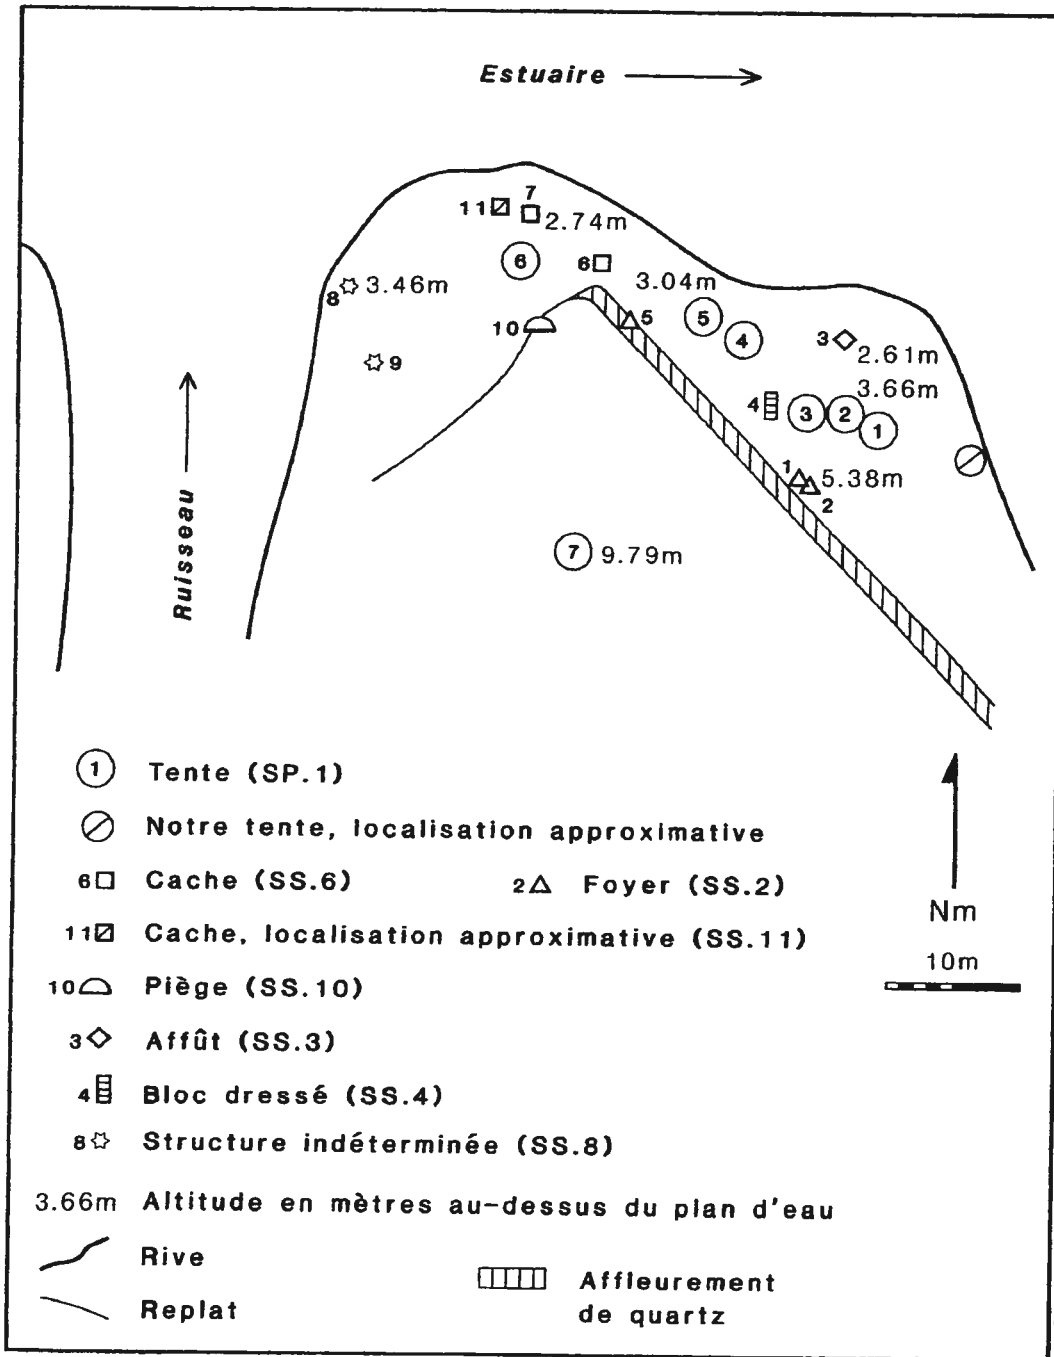 Estuaire
7
11
2.74m
6
6
3.04m
8
3.46m
5
5
10
4
3
2.61m
9
3.66m
4
3
2
1
1
5.38m
2
7
9.79m
Ruisseau
1 Tente (SP.1)
Notre tente, localisation approximative
6 Cache (SS.6)
2 Foyer (SS.2)
11 Cache, localisation approximative (SS.11)
10 Piège (SS.10)
3 Affût (SS.3)
4 Bloc dressé (SS.4)
8 Structure indéterminée (SS.8)
3.66m Altitude en mètres au-dessus du plan d'eau
Rive
Replat
Affleurement
de quartz
Nm
10m